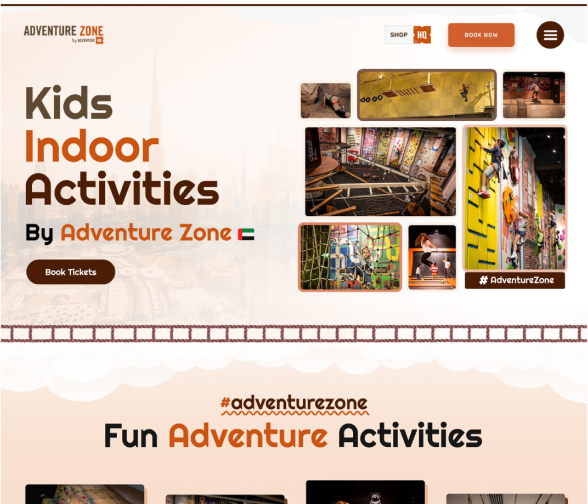 ADVENTURE ZONE
by ADVENTURE HQ
SHOP HQ
BOOK NOW
Kids
Indoor
Activities
By Adventure Zone
Book Tickets
# AdventureZone
#adventurezone
Fun Adventure Activities